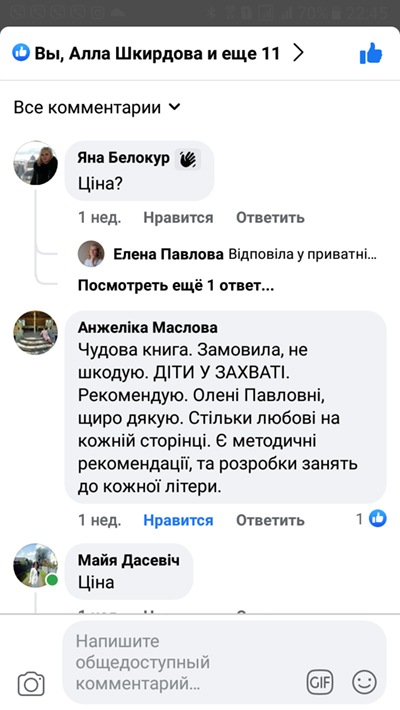 70% 22:45
Вы, Алла Шкирдова и еще 11
Все комментарии
Яна Белокур
Ціна?
1 нед. Нравится Ответить
Елена Павлова Відповіла у приватні...
Посмотреть ещё 1 ответ...
Анжеліка Маслова
Чудова книга. Замовила, не
шкодую. ДІТИ У ЗАХВАТІ.
Рекомендую. Олені Павловні,
щиро дякую. Стільки любові на
кожній сторінці. Є методичні
рекомендації, та розробки занять
до кожної літери.
1 нед. Нравится Ответить 1
Майя Дасевіч
Ціна
Напишите
общедоступный
комментарий...
GIF